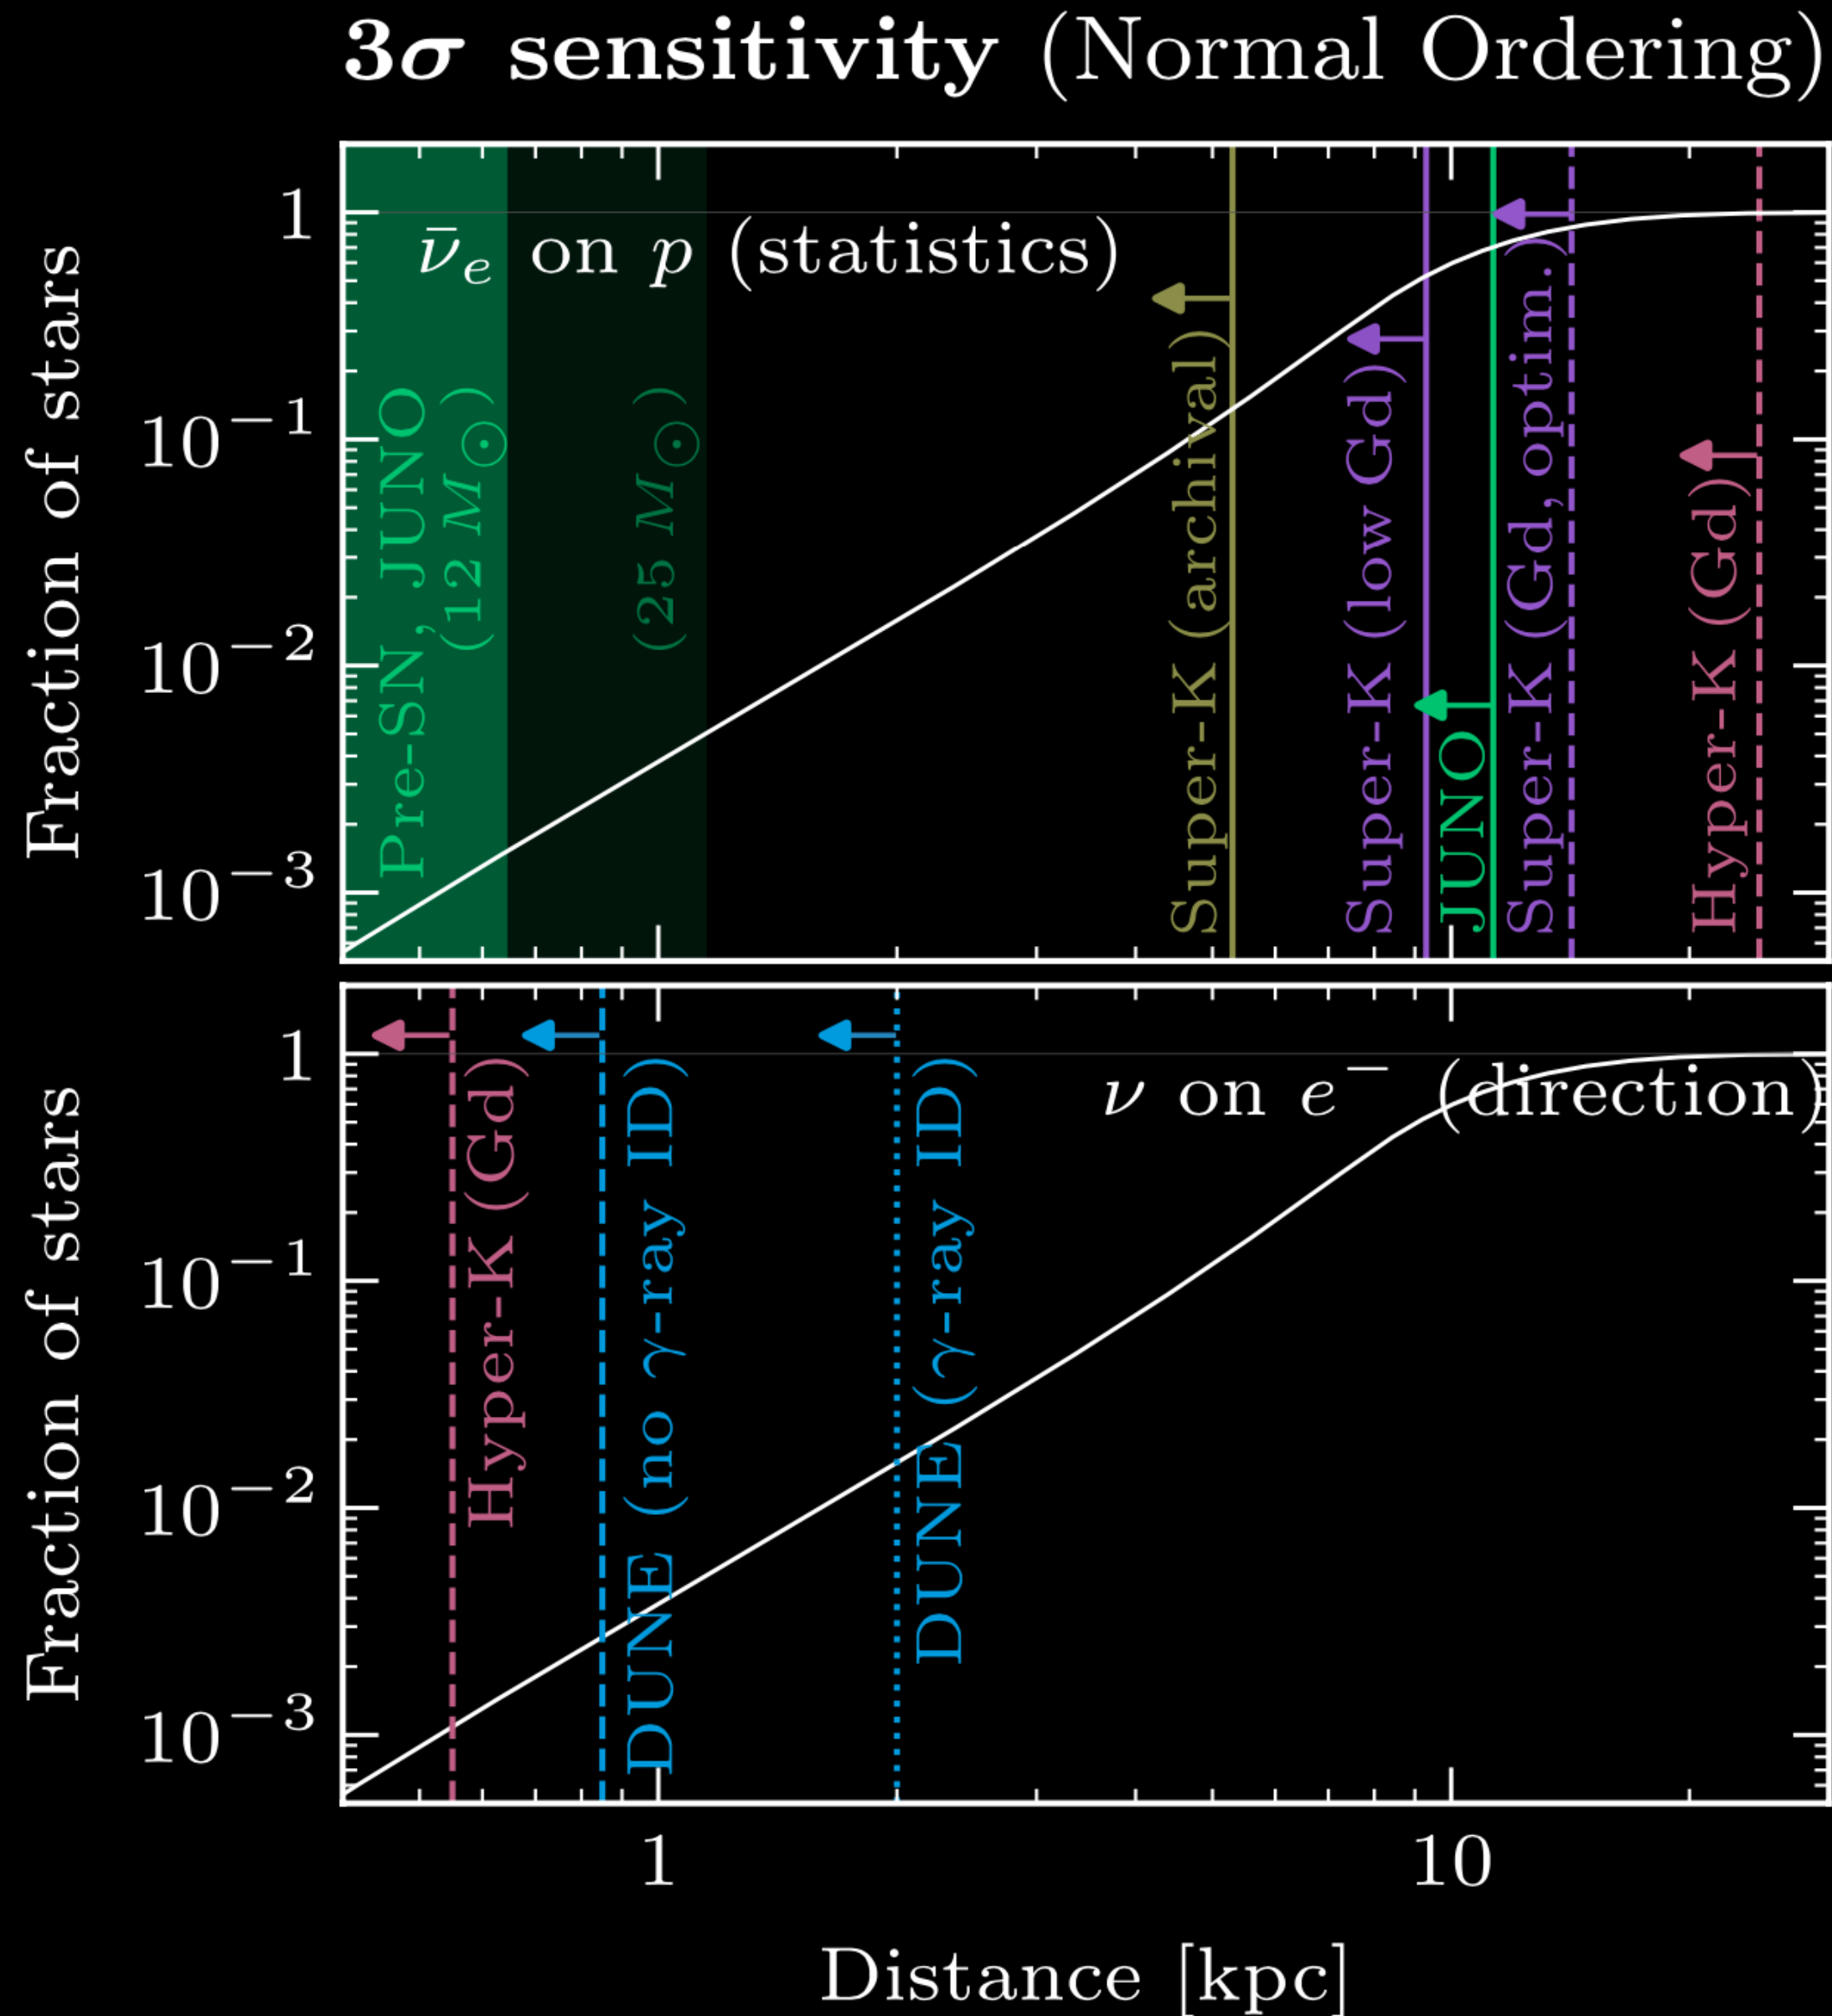 3σ sensitivity (Normal Ordering)
Fraction of stars
1
10⁻¹
10⁻²
10⁻³
ν̄ₑ on p (statistics)
Pre-SN, JUNO
(12 M⊙)
(25 M⊙)
Super-K (archival)
Super-K (low Gd)
JUNO
Super-K (Gd, optim.)
Hyper-K (Gd)
Fraction of stars
1
10⁻¹
10⁻²
10⁻³
Hyper-K (Gd)
DUNE (no γ-ray ID)
DUNE (γ-ray ID)
ν on e⁻ (direction)
1
10
Distance [kpc]